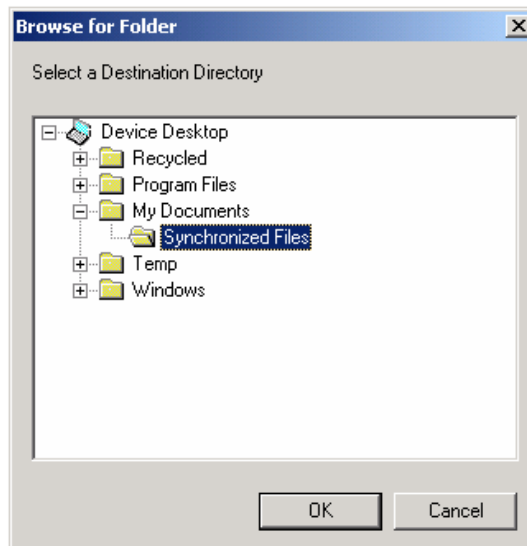 Browse for Folder
Select a Destination Directory
Device Desktop
Recycled
Program Files
My Documents
Synchronized Files
Temp
Windows
OK Cancel